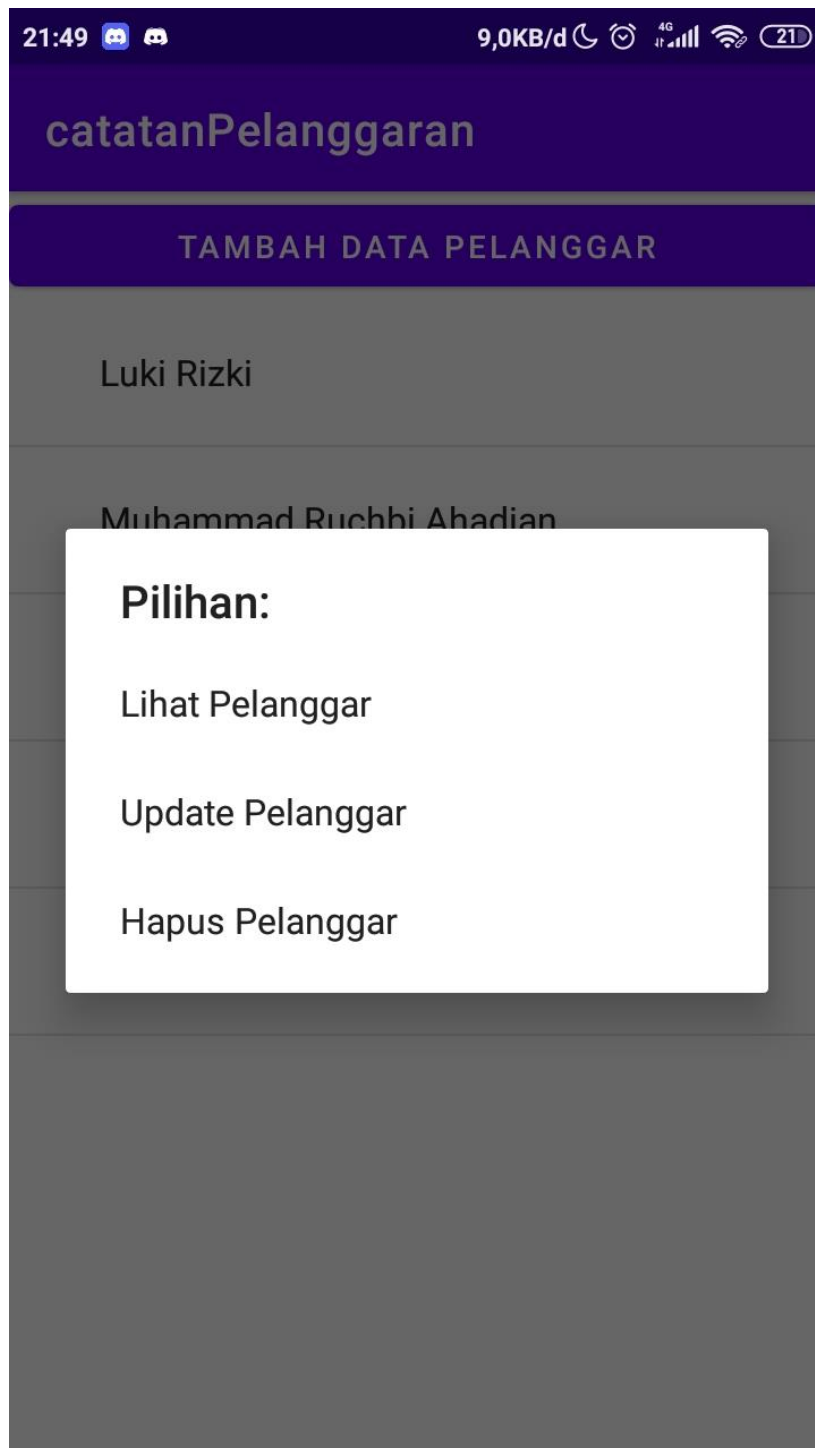 21:49 9,0KB/d 4G 21
catatanPelanggaran
TAMBAH DATA PELANGGAR
Luki Rizki
Muhammad Ruchbi Ahadian
Pilihan:
Lihat Pelanggar
Update Pelanggar
Hapus Pelanggar